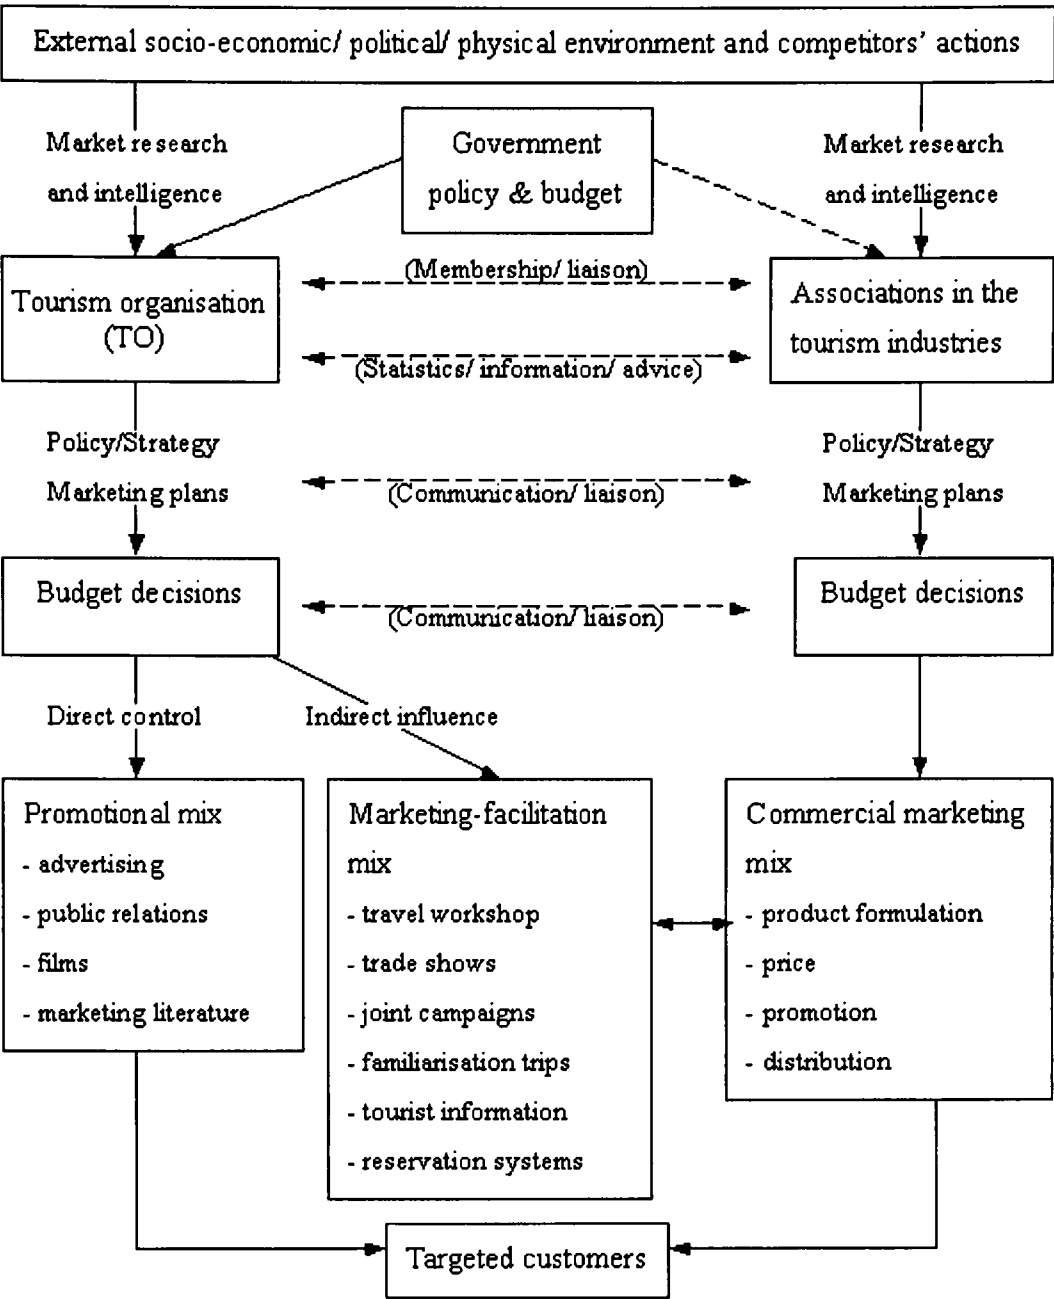 External socio-economic/ political/ physical environment and competitors' actions
Market research
and intelligence
Government
policy & budget
Market research
and intelligence
Tourism organisation
(TO)
(Membership/ liaison)
(Statistics/ information/ advice)
Associations in the
tourism industries
Policy/Strategy
Marketing plans
(Communication/ liaison)
Policy/Strategy
Marketing plans
Budget decisions
(Communication/ liaison)
Budget decisions
Direct control
Indirect influence
Promotional mix
- advertising
- public relations
- films
- marketing literature
Marketing-facilitation
mix
- travel workshop
- trade shows
- joint campaigns
- familiarisation trips
- tourist information
- reservation systems
Commercial marketing
mix
- product formulation
- price
- promotion
- distribution
Targeted customers